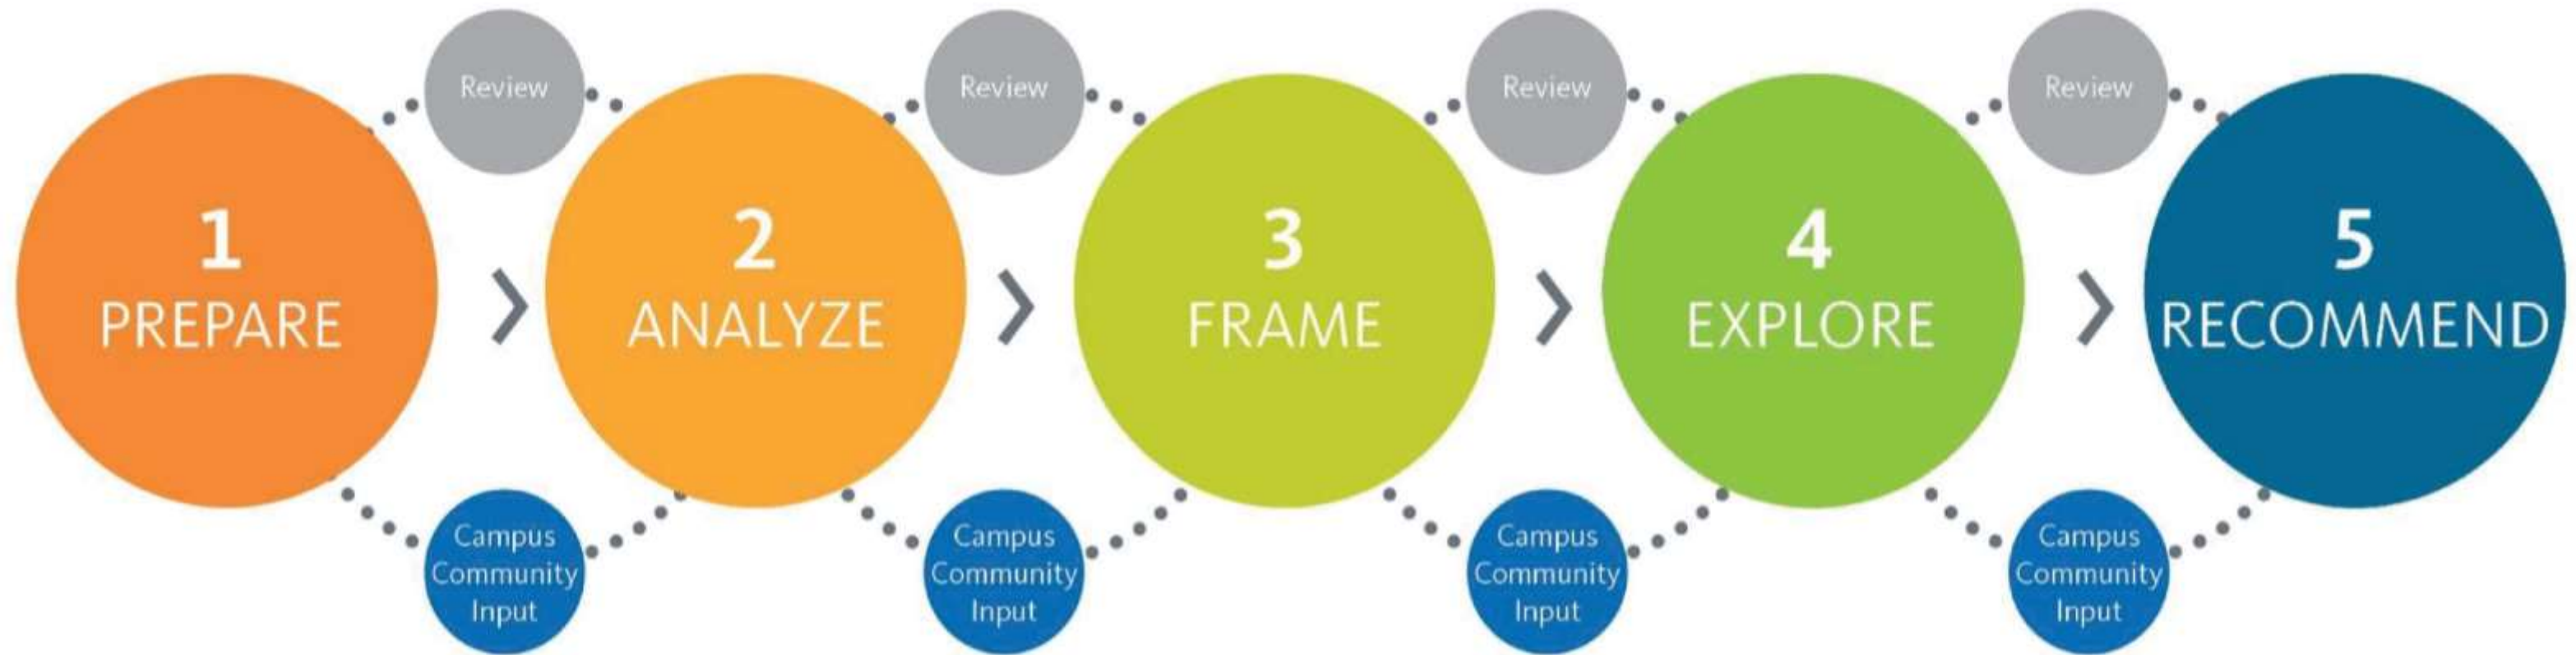 Review
Review
Review
Review
1
PREPARE
2
ANALYZE
3
FRAME
4
EXPLORE
5
RECOMMEND
Campus
Community
Input
Campus
Community
Input
Campus
Community
Input
Campus
Community
Input